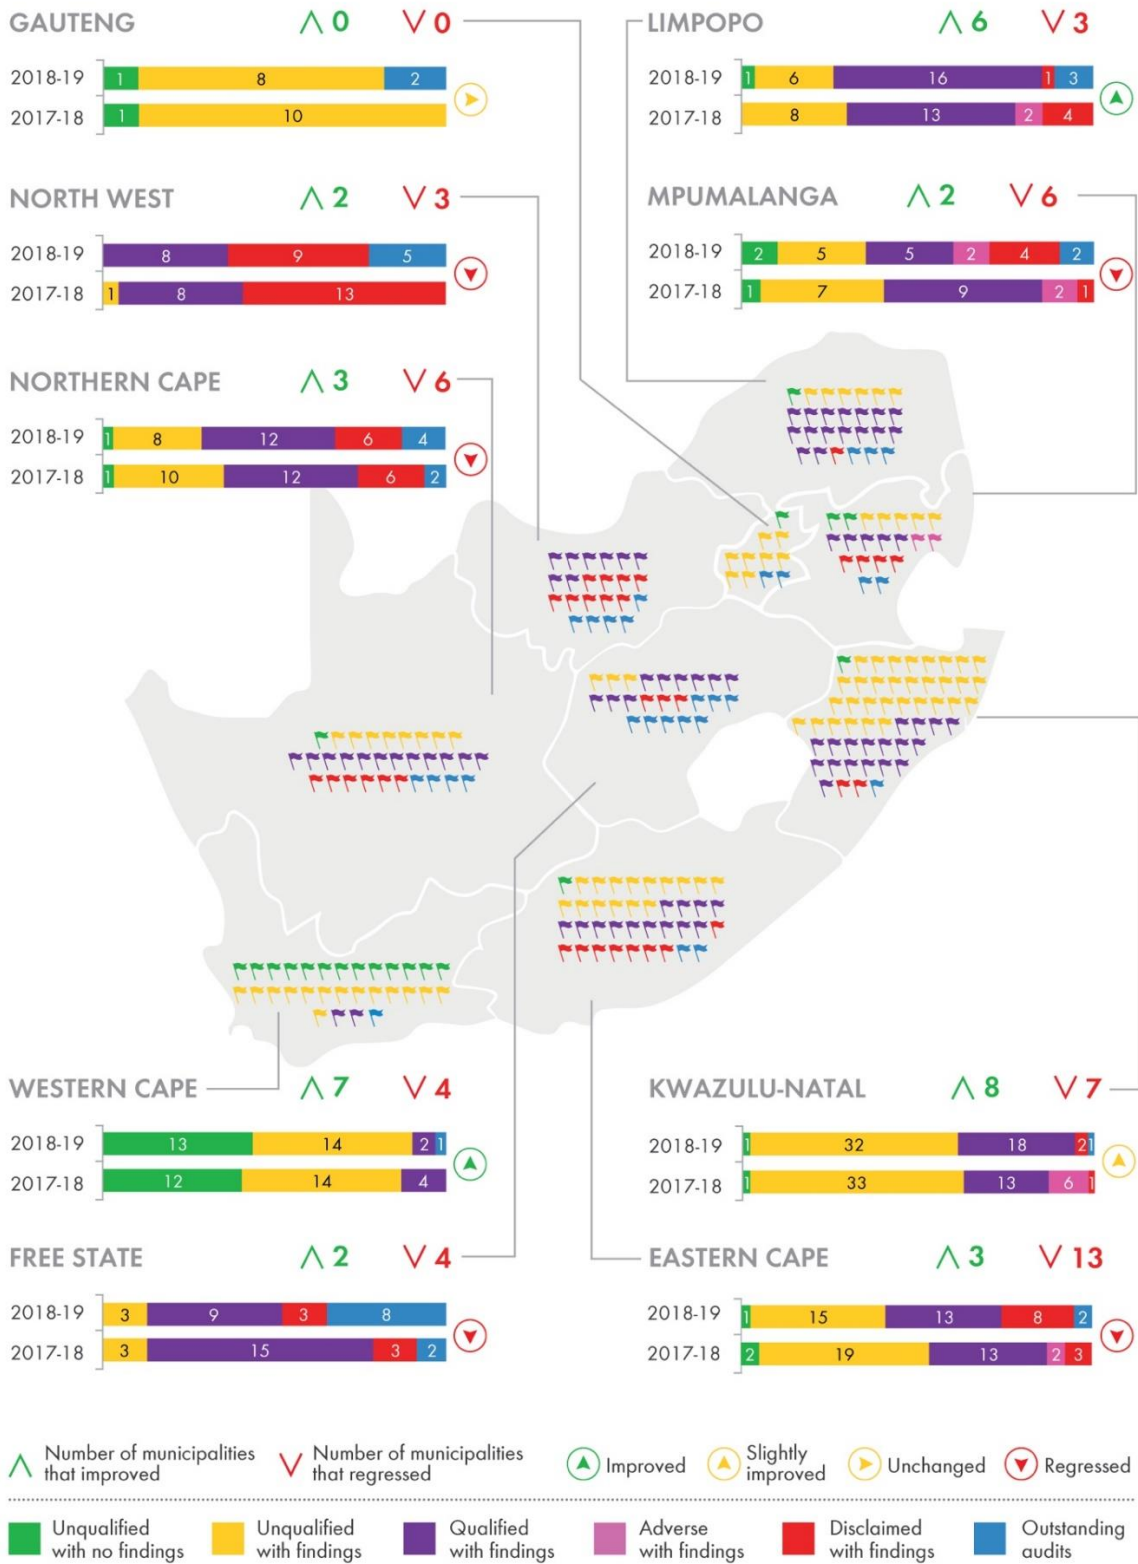 GAUTENG 0 0
2018-19 1 8 2
2017-18 1 10
LIMPOPO 6 3
2018-19 1 6 16 1 3
2017-18 8 13 2 4
NORTH WEST 2 3
2018-19 8 9 5
2017-18 1 8 13
MPUMALANGA 2 6
2018-19 2 5 5 2 4 2
2017-18 1 7 9 2 1
NORTHERN CAPE 3 6
2018-19 1 8 12 6 4
2017-18 1 10 12 6 2
WESTERN CAPE 7 4
2018-19 13 14 2 1
2017-18 12 14 4
KWAZULU-NATAL 8 7
2018-19 1 32 18 2 1
2017-18 1 33 13 6 1
FREE STATE 2 4
2018-19 3 9 3 8
2017-18 3 15 3 2
EASTERN CAPE 3 13
2018-19 1 15 13 8 2
2017-18 2 19 13 2 3
Number of municipalities
that improved
Number of municipalities
that regressed
Improved
Slightly
improved
Unchanged
Regressed
Unqualified
with no findings
Unqualified
with findings
Qualified
with findings
Adverse
with findings
Disclaimed
with findings
Outstanding
audits